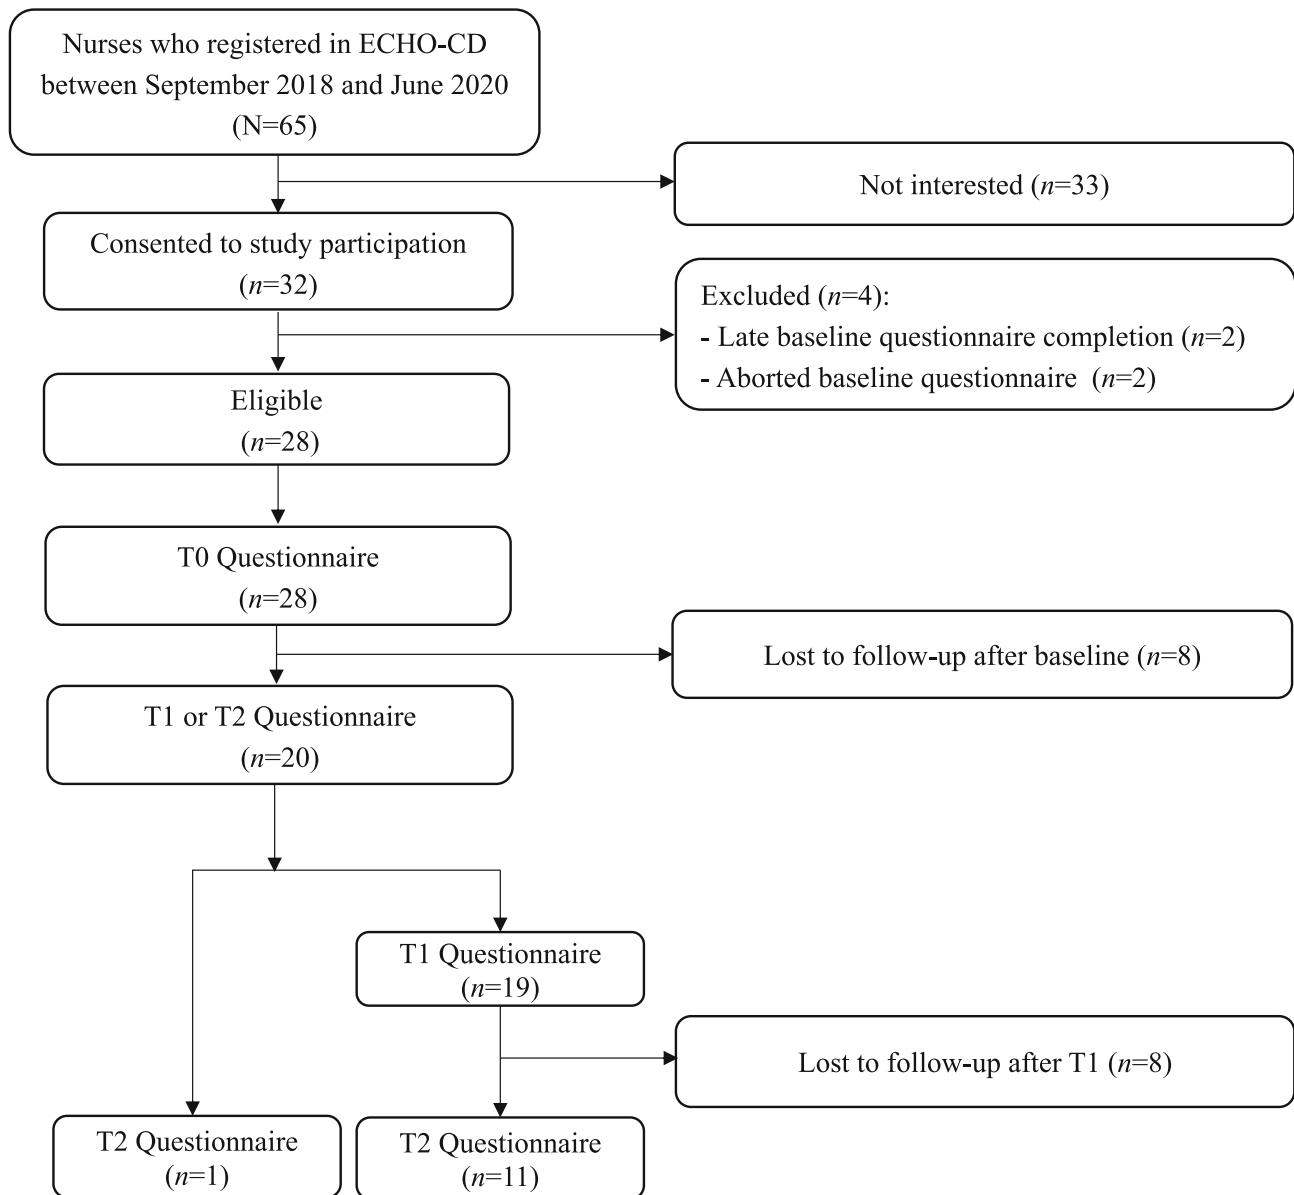 Nurses who registered in ECHO-CD
between September 2018 and June 2020
(N=65)
Not interested (n=33)
Consented to study participation
(n=32)
Excluded (n=4):
- Late baseline questionnaire completion (n=2)
- Aborted baseline questionnaire (n=2)
Eligible
(n=28)
T0 Questionnaire
(n=28)
Lost to follow-up after baseline (n=8)
T1 or T2 Questionnaire
(n=20)
T1 Questionnaire
(n=19)
Lost to follow-up after T1 (n=8)
T2 Questionnaire
(n=1)
T2 Questionnaire
(n=11)